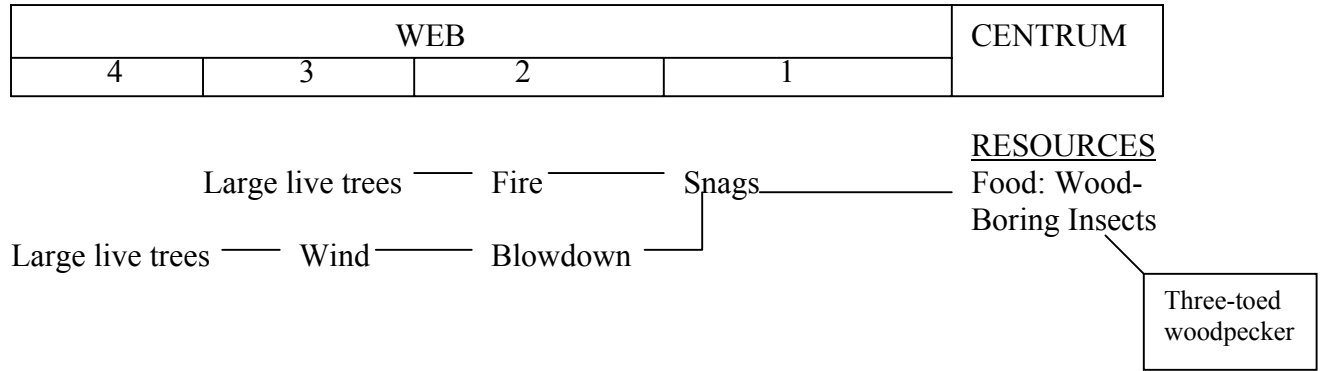 WEB CENTRUM
4 3 2 1
RESOURCES
Large live trees Fire Snags Food: Wood-
Boring Insects
Large live trees Wind Blowdown
Three-toed
woodpecker